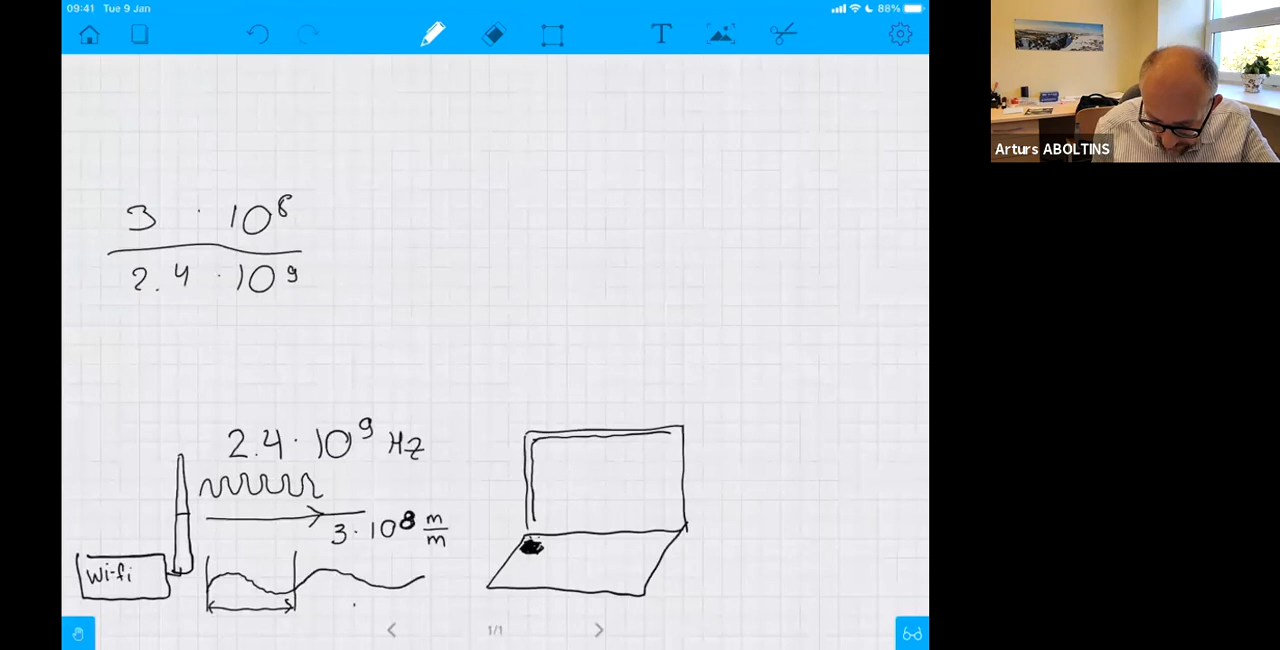 09:41 Tue 9 Jan
88%
T
Arturs ABOLTINS
3 · 10⁸
2.4 · 10⁹
2.4 · 10⁹ Hz
3 · 10⁸ m/m
Wi-fi
1/1